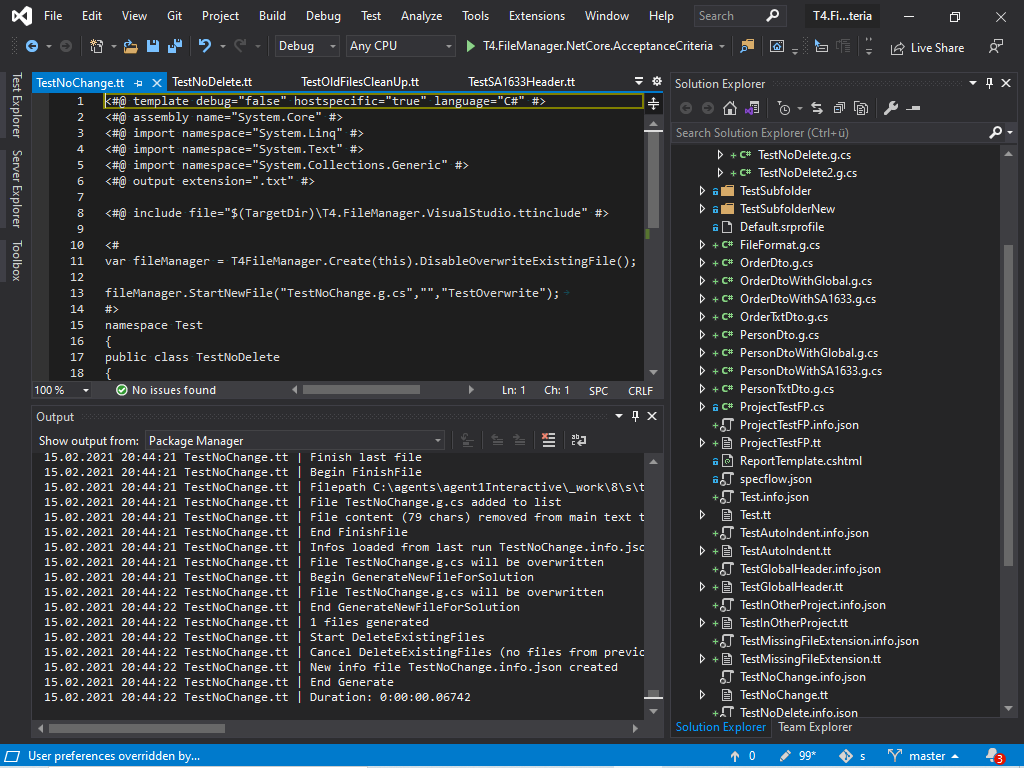 File Edit View Git Project Build Debug Test Analyze Tools Extensions Window Help Search T4.Fi...teria
Debug Any CPU T4.FileManager.NetCore.AcceptanceCriteria Live Share
Test Explorer
Server Explorer
Toolbox
TestNoChange.tt TestNoDelete.tt TestOldFilesCleanUp.tt TestSA1633Header.tt
1 <#@ template debug="false" hostspecific="true" language="C#" #>
2 <#@ assembly name="System.Core" #>
3 <#@ import namespace="System.Linq" #>
4 <#@ import namespace="System.Text" #>
5 <#@ import namespace="System.Collections.Generic" #>
6 <#@ output extension=".txt" #>
7
8 <#@ include file="$(TargetDir)\T4.FileManager.VisualStudio.ttinclude" #>
9
10 <#
11 var fileManager = T4FileManager.Create(this).DisableOverwriteExistingFile();
12
13 fileManager.StartNewFile("TestNoChange.g.cs","","TestOverwrite");
14 #>
15 namespace Test
16 {
17 public class TestNoDelete
18 {
100 % No issues found Ln: 1 Ch: 1 SPC CRLF
Output
Show output from: Package Manager
15.02.2021 20:44:21 TestNoChange.tt | Finish last file
15.02.2021 20:44:21 TestNoChange.tt | Begin FinishFile
15.02.2021 20:44:21 TestNoChange.tt | Filepath C:\agents\agent1Interactive\_work\8\s\t
15.02.2021 20:44:21 TestNoChange.tt | File TestNoChange.g.cs added to list
15.02.2021 20:44:21 TestNoChange.tt | File content (79 chars) removed from main text t
15.02.2021 20:44:21 TestNoChange.tt | End FinishFile
15.02.2021 20:44:21 TestNoChange.tt | Infos loaded from last run TestNoChange.info.jso
15.02.2021 20:44:21 TestNoChange.tt | File TestNoChange.g.cs will be overwritten
15.02.2021 20:44:21 TestNoChange.tt | Begin GenerateNewFileForSolution
15.02.2021 20:44:22 TestNoChange.tt | File TestNoChange.g.cs will be overwritten
15.02.2021 20:44:22 TestNoChange.tt | End GenerateNewFileForSolution
15.02.2021 20:44:22 TestNoChange.tt | 1 files generated
15.02.2021 20:44:22 TestNoChange.tt | Start DeleteExistingFiles
15.02.2021 20:44:22 TestNoChange.tt | Cancel DeleteExistingFiles (no files from previo
15.02.2021 20:44:22 TestNoChange.tt | New info file TestNoChange.info.json created
15.02.2021 20:44:22 TestNoChange.tt | End Generate
15.02.2021 20:44:22 TestNoChange.tt | Duration: 0:00:00.06742
Solution Explorer
Search Solution Explorer (Ctrl+ü)
C# TestNoDelete.g.cs
C# TestNoDelete2.g.cs
TestSubfolder
TestSubfolderNew
Default.srprofile
C# FileFormat.g.cs
C# OrderDto.g.cs
C# OrderDtoWithGlobal.g.cs
C# OrderDtoWithSA1633.g.cs
C# OrderTxtDto.g.cs
C# PersonDto.g.cs
C# PersonDtoWithGlobal.g.cs
C# PersonDtoWithSA1633.g.cs
C# PersonTxtDto.g.cs
C# ProjectTestFP.cs
ProjectTestFP.info.json
ProjectTestFP.tt
ReportTemplate.cshtml
specflow.json
Test.info.json
Test.tt
TestAutoIndent.info.json
TestAutoIndent.tt
TestGlobalHeader.info.json
TestGlobalHeader.tt
TestInOtherProject.info.json
TestInOtherProject.tt
TestMissingFileExtension.info.json
TestMissingFileExtension.tt
TestNoChange.info.json
TestNoChange.tt
TestNoDelete.info.json
Solution Explorer Team Explorer
User preferences overridden by... 0 99* s master 3